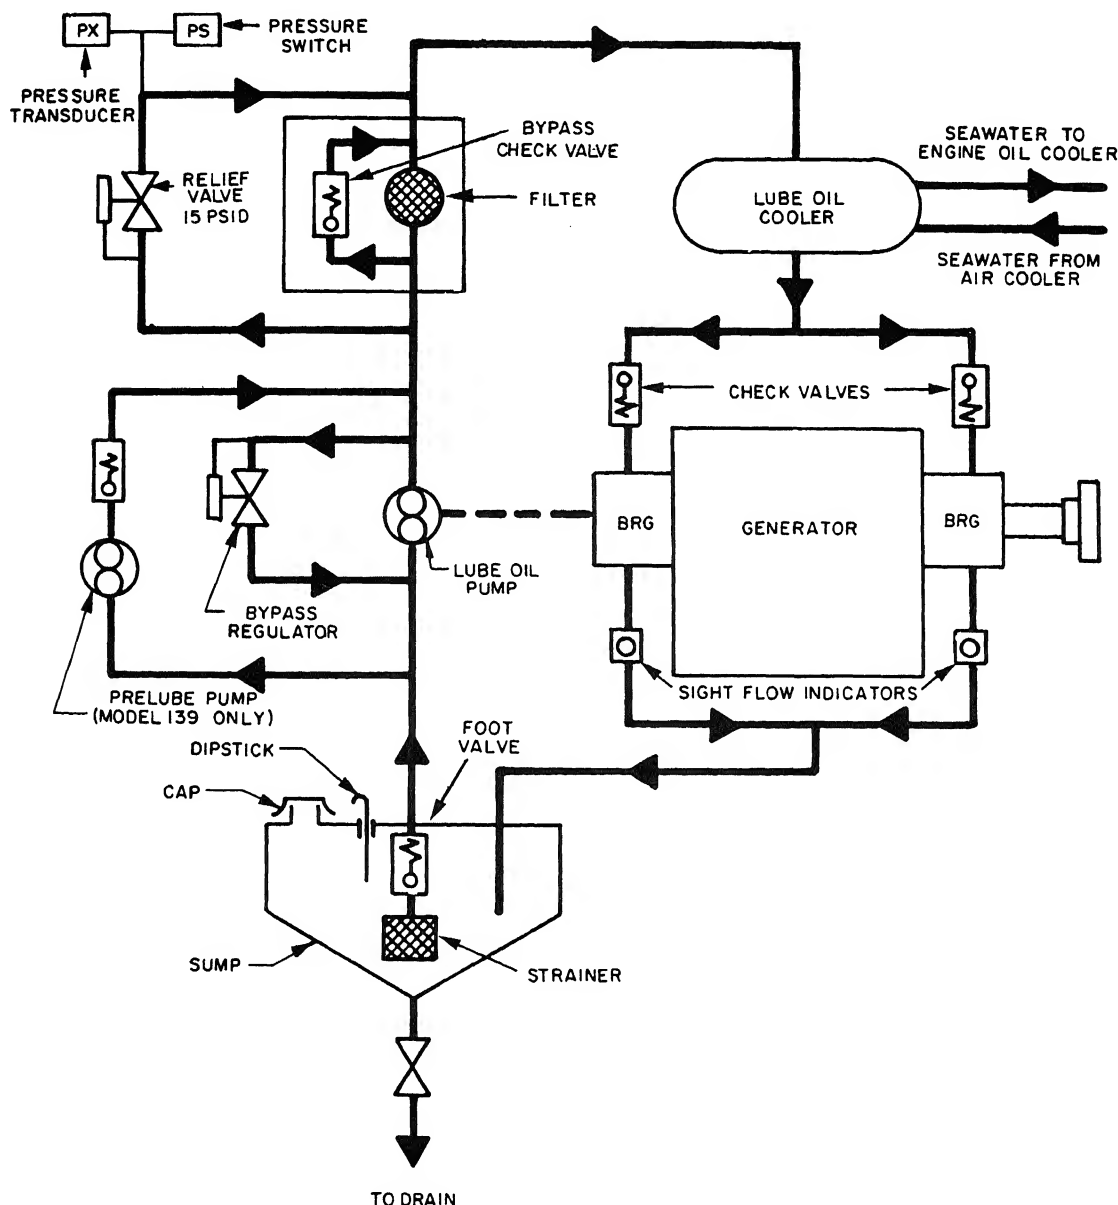 PX
PS
PRESSURE
SWITCH
PRESSURE
TRANSDUCER
BYPASS
CHECK VALVE
RELIEF
VALVE
15 PSID
FILTER
LUBE OIL
COOLER
SEAWATER TO
ENGINE OIL COOLER
SEAWATER FROM
AIR COOLER
CHECK VALVES
BRG
GENERATOR
BRG
LUBE OIL
PUMP
BYPASS
REGULATOR
PRELUBE PUMP
(MODEL 139 ONLY)
SIGHT FLOW INDICATORS
DIPSTICK
FOOT
VALVE
CAP
SUMP
STRAINER
TO DRAIN